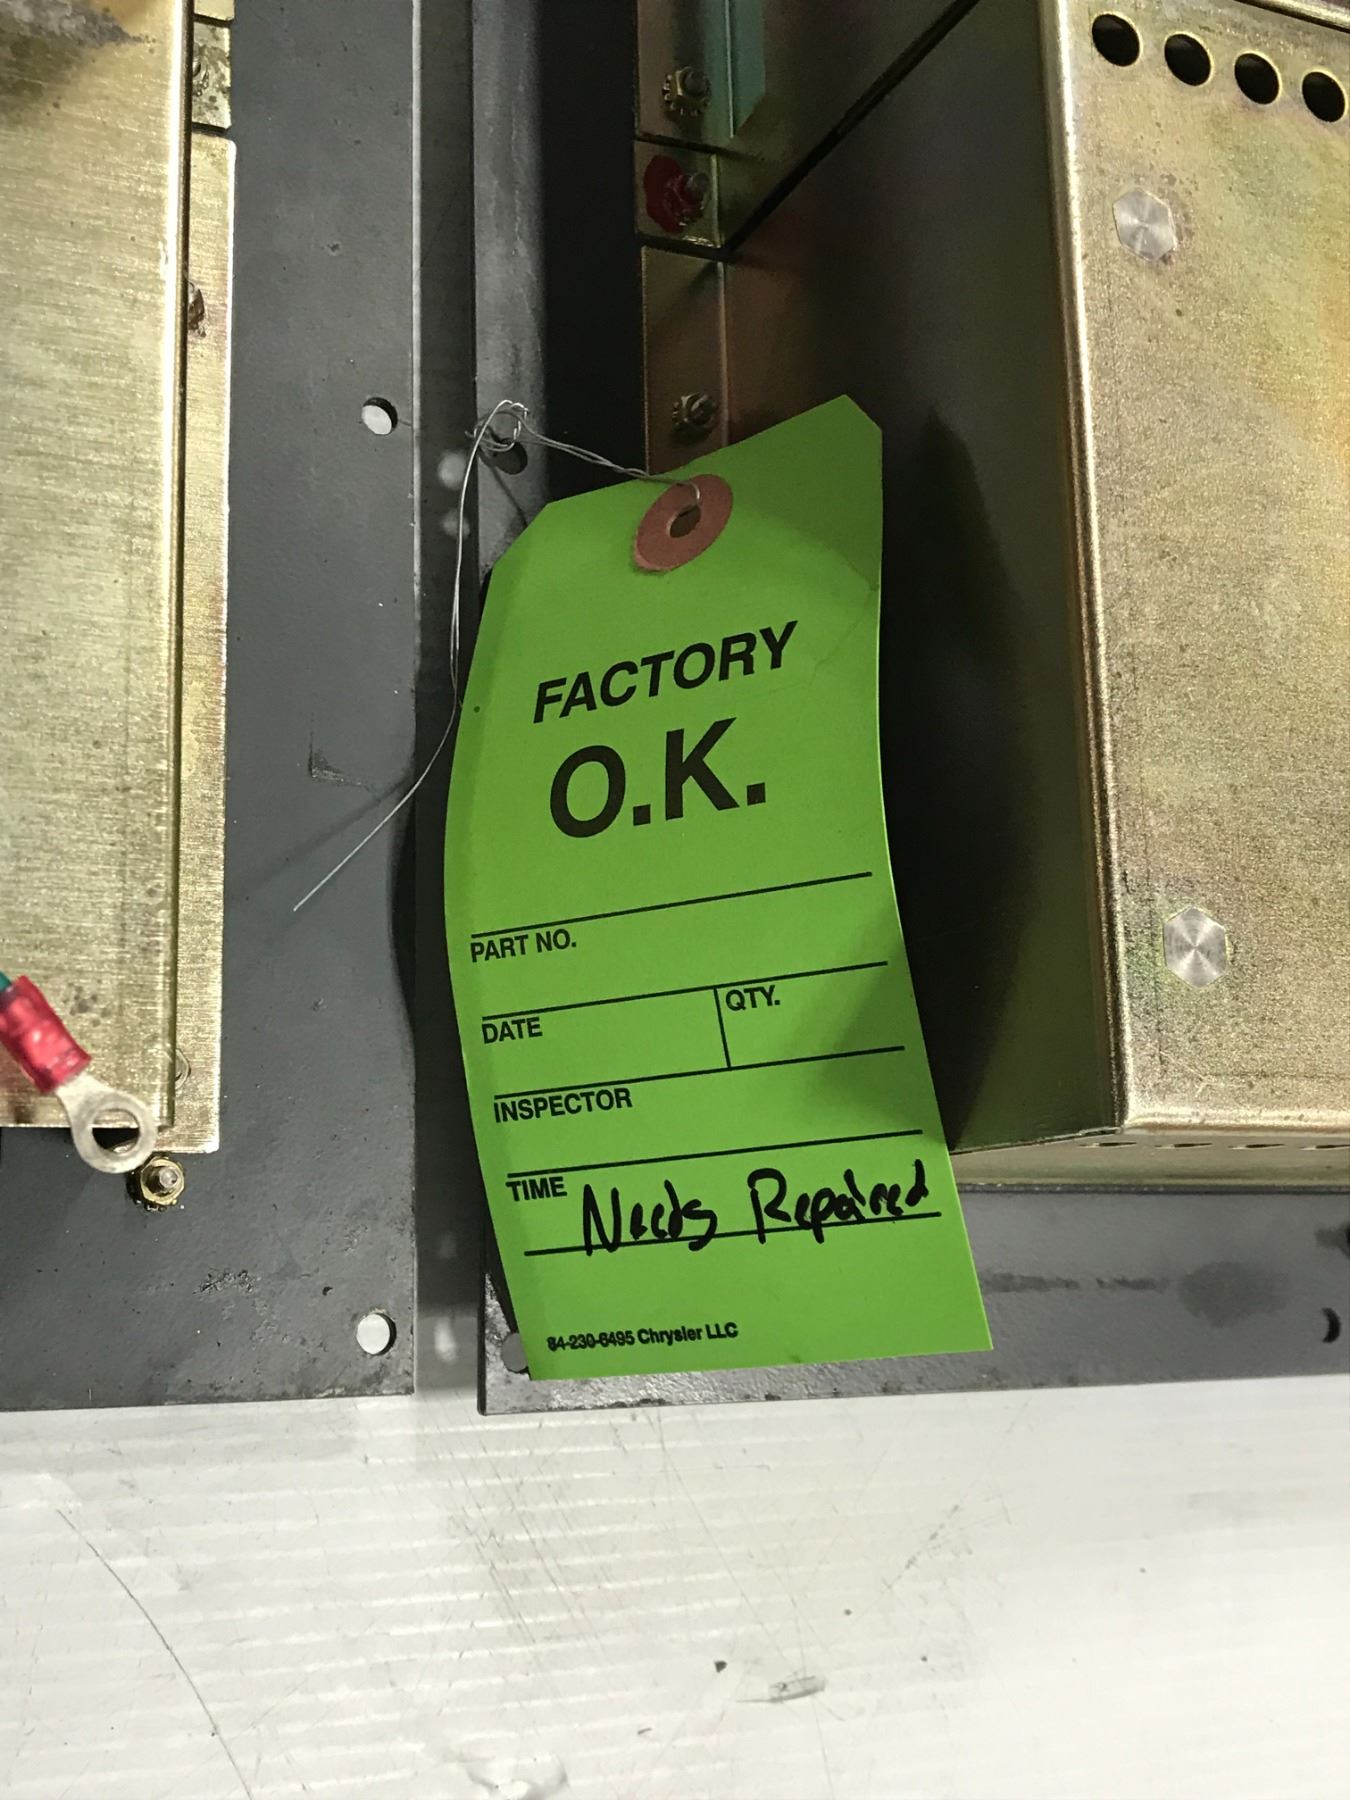 FACTORY
O.K.
PART NO.
DATE QTY.
INSPECTOR
TIME Needs Repaired
84-230-6495 Chrysler LLC